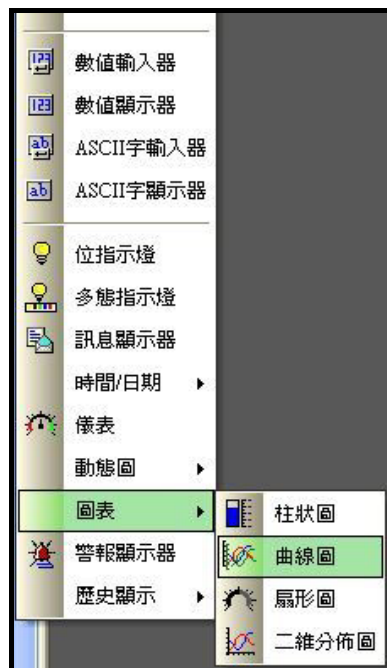 數值輸入器
數值顯示器
ASCII字輸入器
ASCII字顯示器
位指示燈
多態指示燈
訊息顯示器
時間/日期
儀表
動態圖
圖表
柱狀圖
警報顯示器
曲線圖
歷史顯示
扇形圖
二維分佈圖